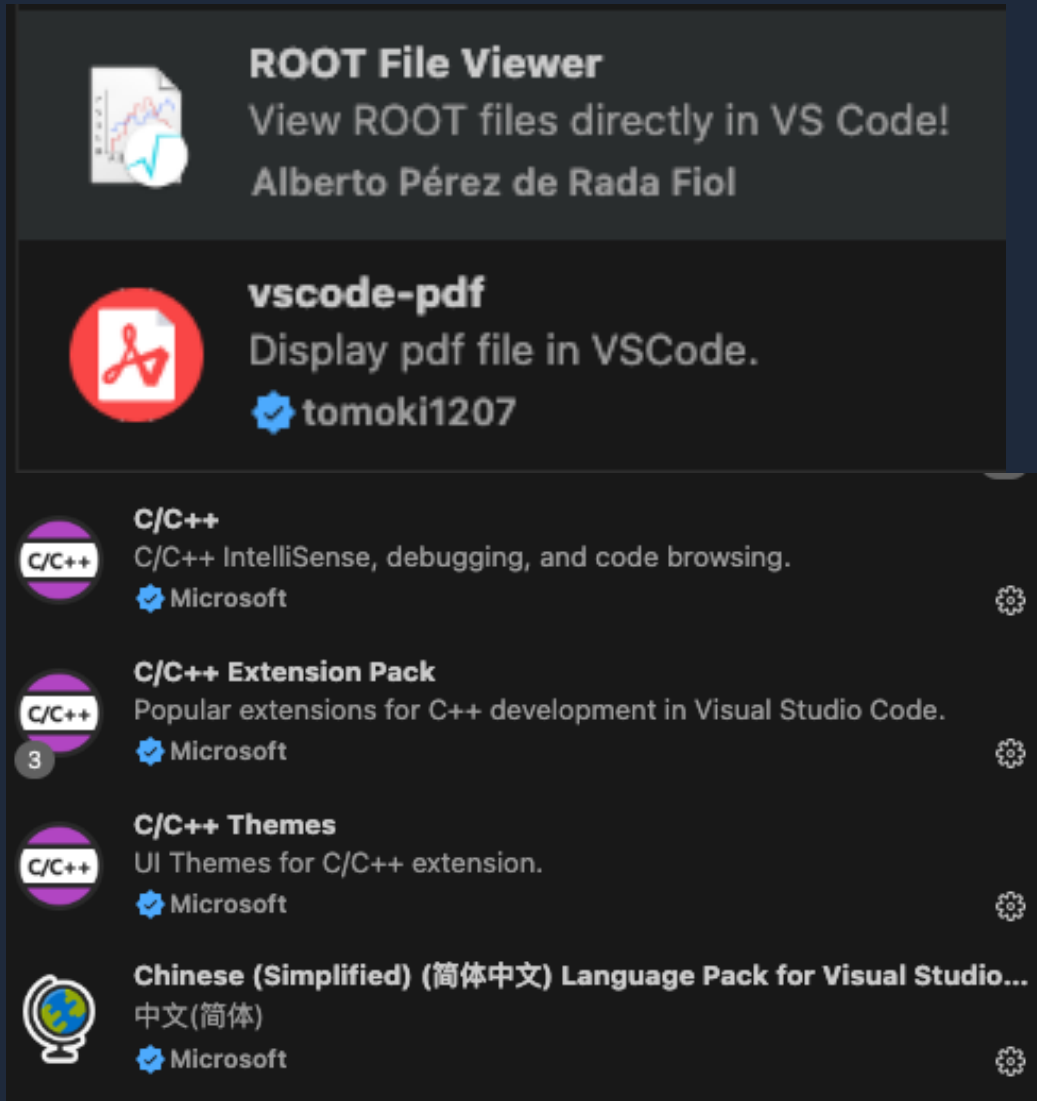 ROOT File Viewer
View ROOT files directly in VS Code!
Alberto Pérez de Rada Fiol
vscode-pdf
Display pdf file in VSCode.
tomoki1207
C/C++
C/C++
C/C++ IntelliSense, debugging, and code browsing.
Microsoft
C/C++ Extension Pack
C/C++
Popular extensions for C++ development in Visual Studio Code.
3
Microsoft
C/C++ Themes
C/C++
UI Themes for C/C++ extension.
Microsoft
Chinese (Simplified) (简体中文) Language Pack for Visual Studio...
中文(简体)
Microsoft